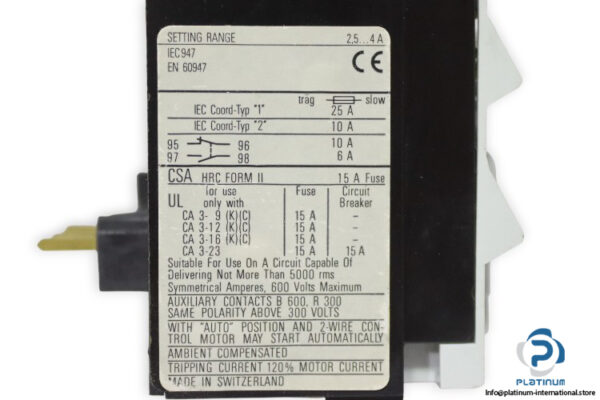 SETTING RANGE 2,5...4 A
IEC 947
EN 60947
CE
trag slow
IEC Coord-Typ "1" 25 A
IEC Coord-Typ "2" 10 A
95 96 10 A
97 98 6 A
CSA HRC FORM II 15 A Fuse
UL for use only with Fuse Circuit Breaker
CA 3- 9 (K)(C) 15 A -
CA 3-12 (K)(C) 15 A -
CA 3-16 (K)(C) 15 A -
CA 3-23 15 A 15 A
Suitable For Use On A Circuit Capable Of
Delivering Not More Than 5000 rms
Symmetrical Amperes, 600 Volts Maximum
AUXILIARY CONTACTS B 600. R 300
SAME POLARITY ABOVE 300 VOLTS
WITH "AUTO" POSITION AND 2-WIRE CON-
TROL MOTOR MAY START AUTOMATICALLY
AMBIENT COMPENSATED
TRIPPING CURRENT 120% MOTOR CURRENT
MADE IN SWITZERLAND
PLATINUM
info@platinum-international.store